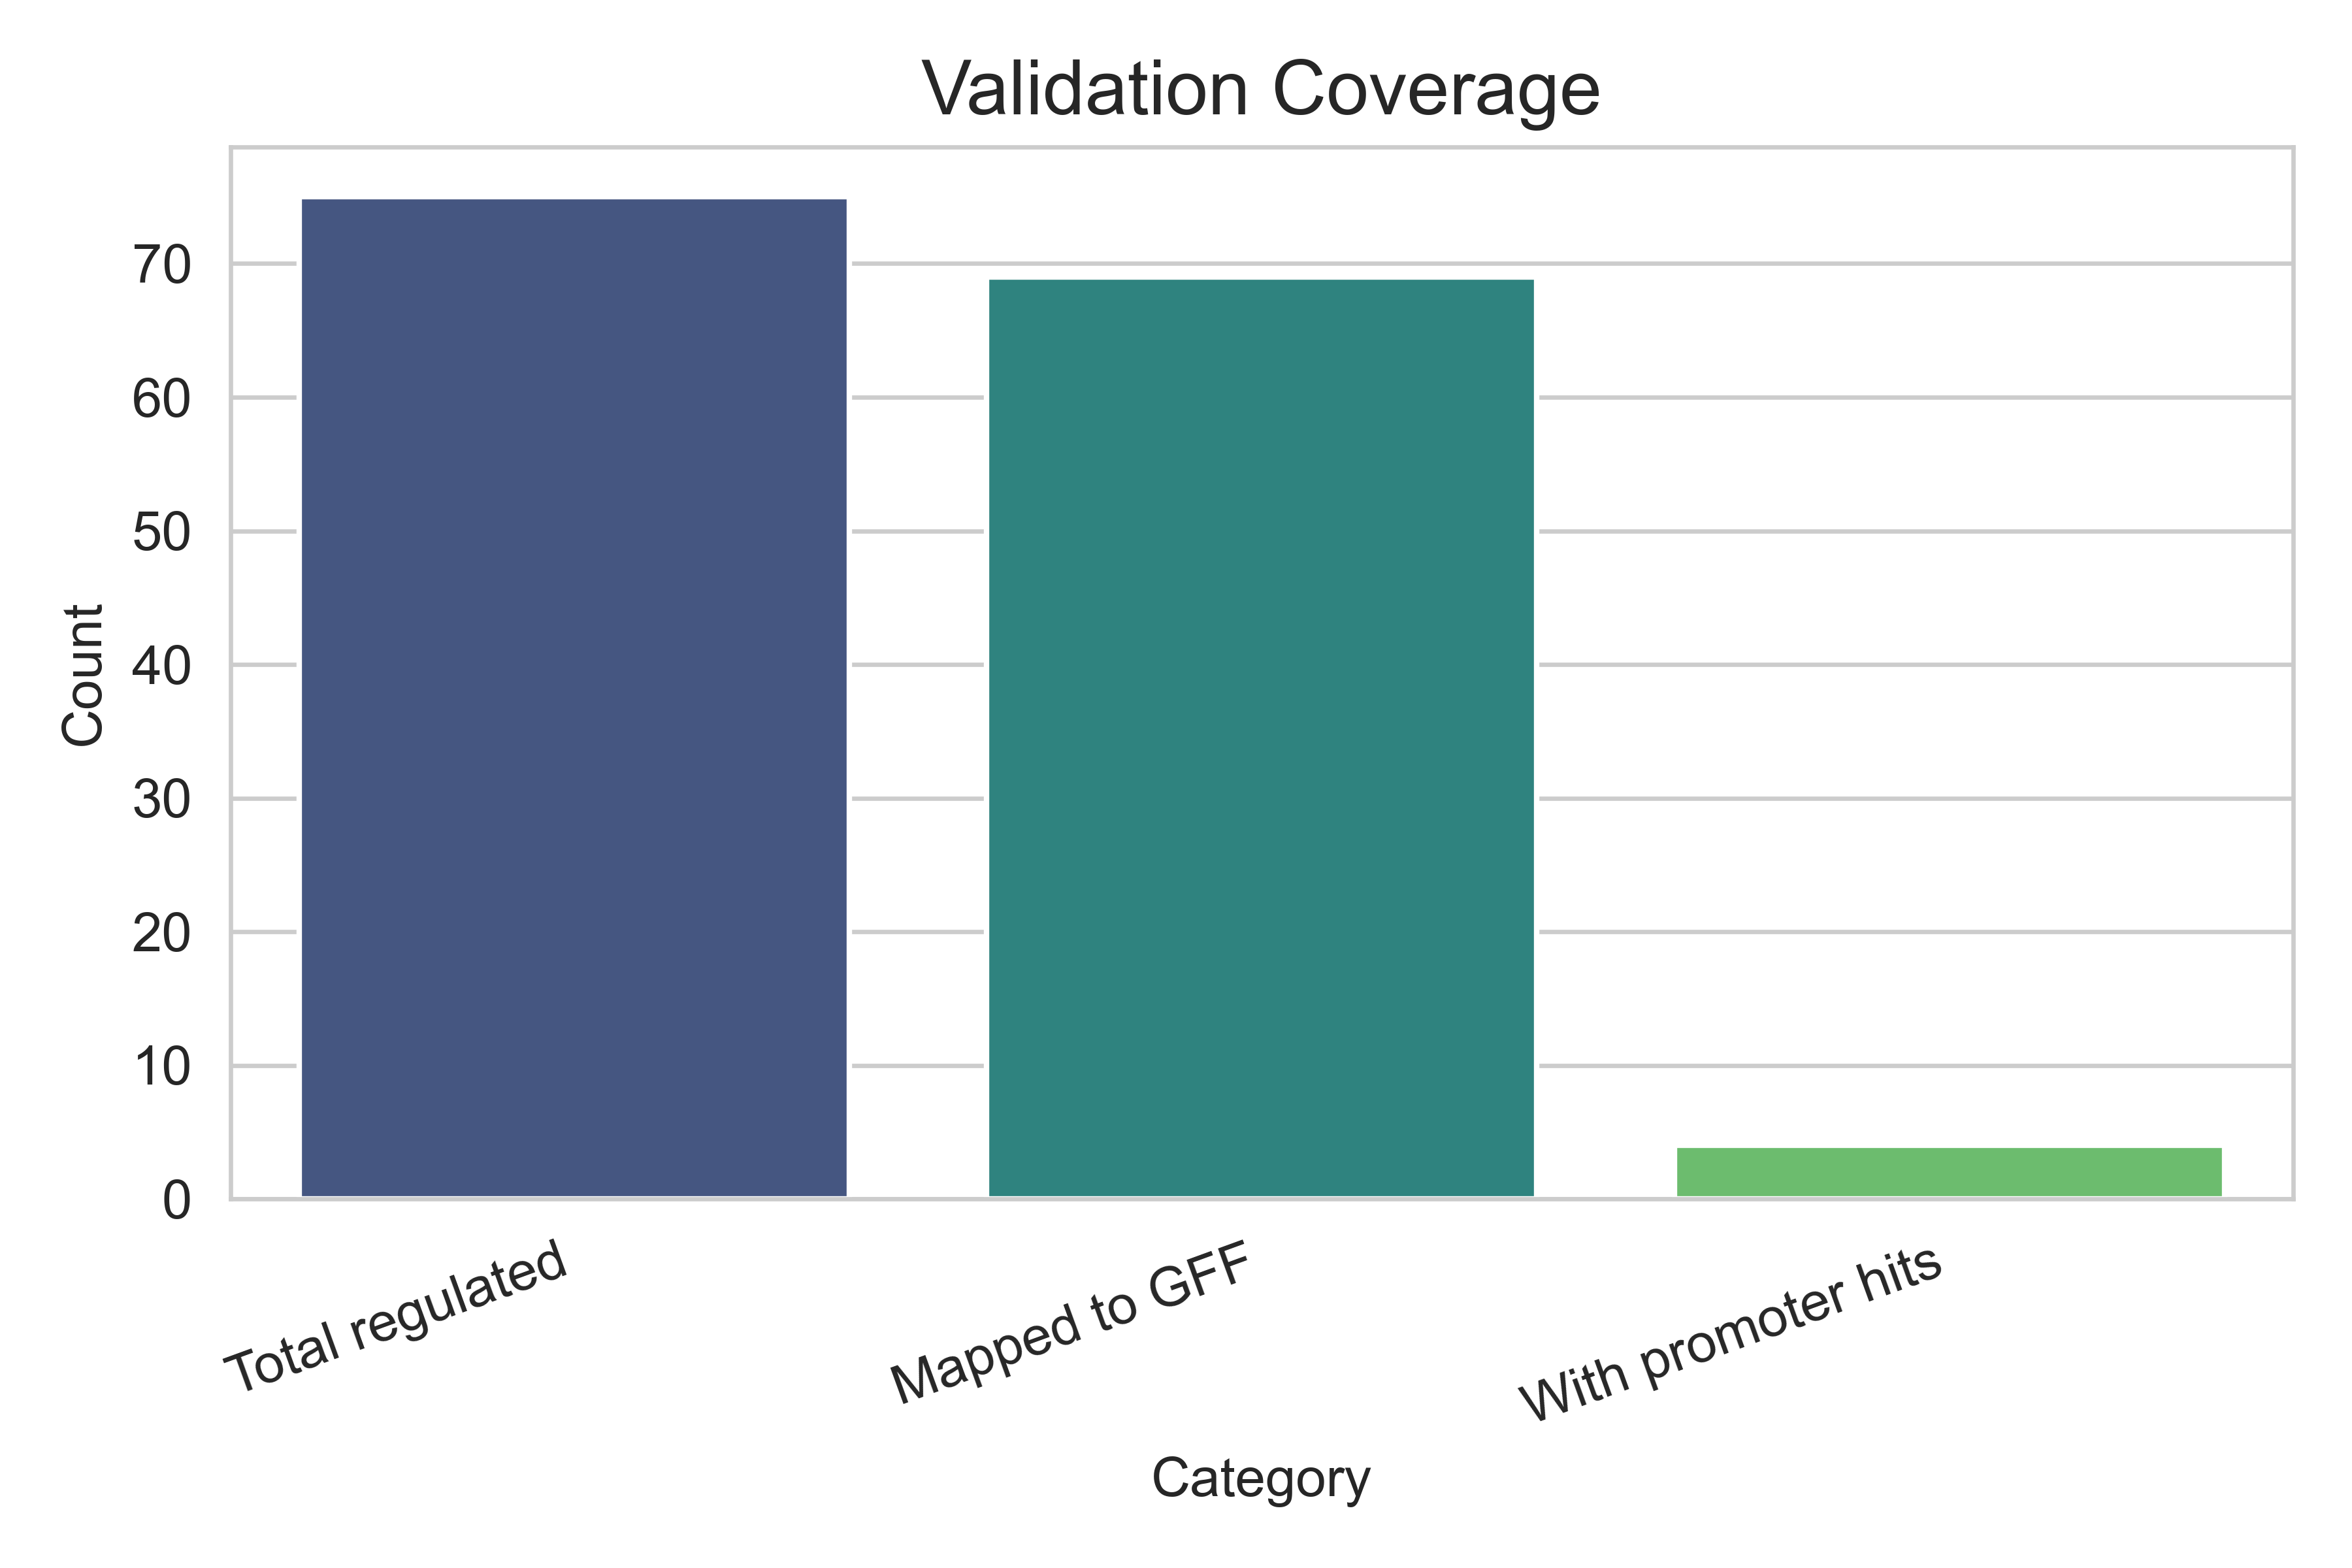 Validation Coverage
Count
70
60
50
40
30
20
10
0
Total regulated
Mapped to GFF
With promoter hits
Category